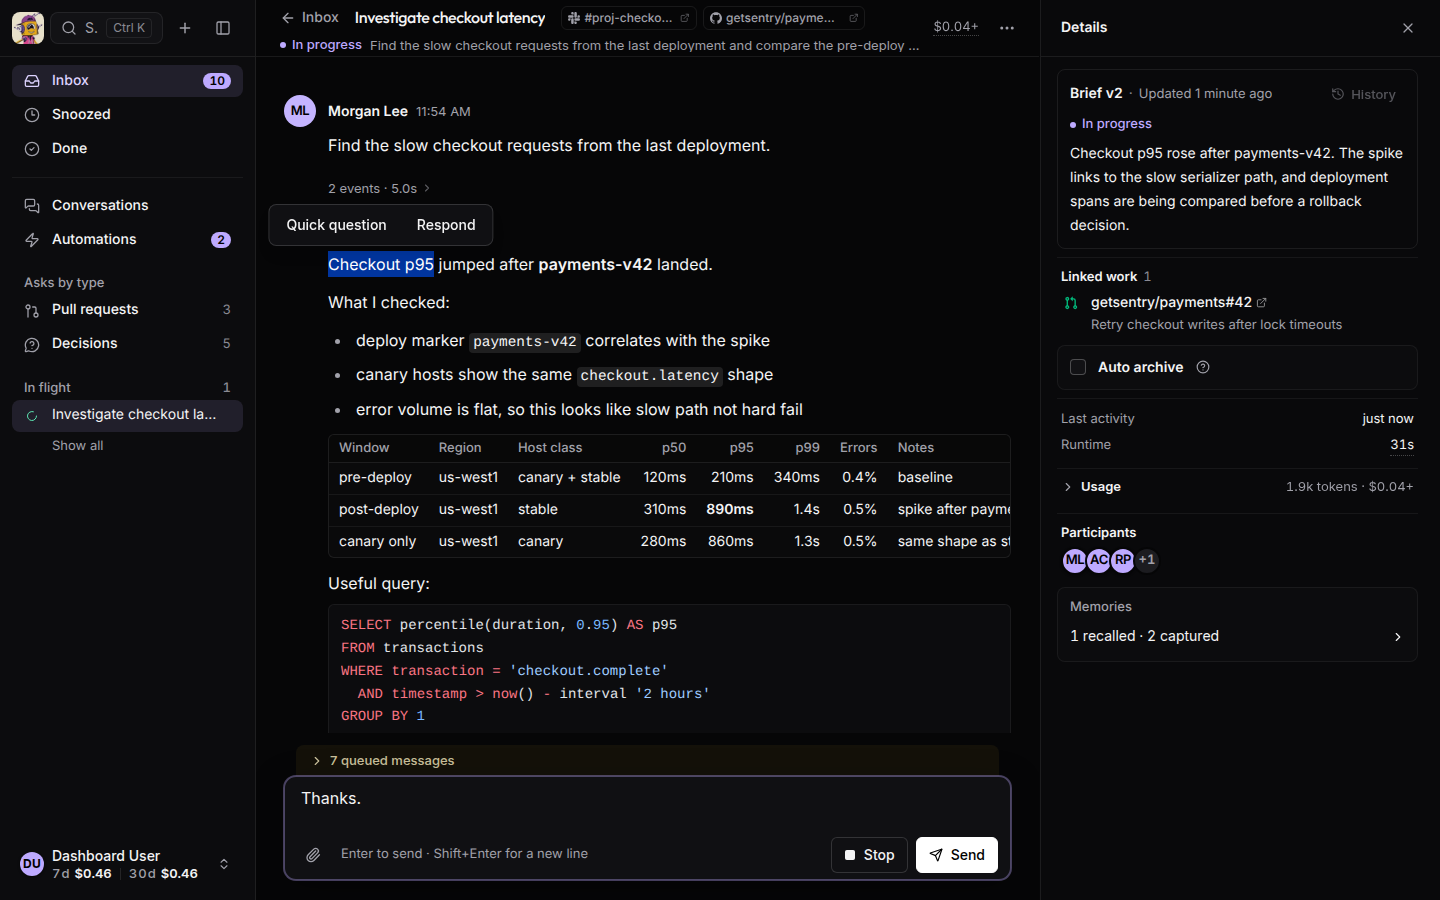 S. Ctrl K
Inbox 10
Snoozed
Done
Conversations
Automations 2
Asks by type
Pull requests 3
Decisions 5
In flight 1
Investigate checkout la...
Show all
DU Dashboard User
7d $0.46 30d $0.46
Inbox Investigate checkout latency #proj-checko... getsentry/payme... $0.04+
In progress Find the slow checkout requests from the last deployment and compare the pre-deploy ...
ML Morgan Lee 11:54 AM
Find the slow checkout requests from the last deployment.
2 events · 5.0s
Quick question Respond
Checkout p95 jumped after payments-v42 landed.
What I checked:
deploy marker payments-v42 correlates with the spike
canary hosts show the same checkout.latency shape
error volume is flat, so this looks like slow path not hard fail
Window Region Host class p50 p95 p99 Errors Notes
pre-deploy us-west1 canary + stable 120ms 210ms 340ms 0.4% baseline
post-deploy us-west1 stable 310ms 890ms 1.4s 0.5% spike after payme
canary only us-west1 canary 280ms 860ms 1.3s 0.5% same shape as st
Useful query:
SELECT percentile(duration, 0.95) AS p95
FROM transactions
WHERE transaction = 'checkout.complete'
AND timestamp > now() - interval '2 hours'
GROUP BY 1
7 queued messages
Thanks.
Enter to send · Shift+Enter for a new line Stop Send
Details
Brief v2 · Updated 1 minute ago History
In progress
Checkout p95 rose after payments-v42. The spike
links to the slow serializer path, and deployment
spans are being compared before a rollback
decision.
Linked work 1
getsentry/payments#42
Retry checkout writes after lock timeouts
Auto archive
Last activity just now
Runtime 31s
Usage 1.9k tokens · $0.04+
Participants
ML AC RP +1
Memories
1 recalled · 2 captured